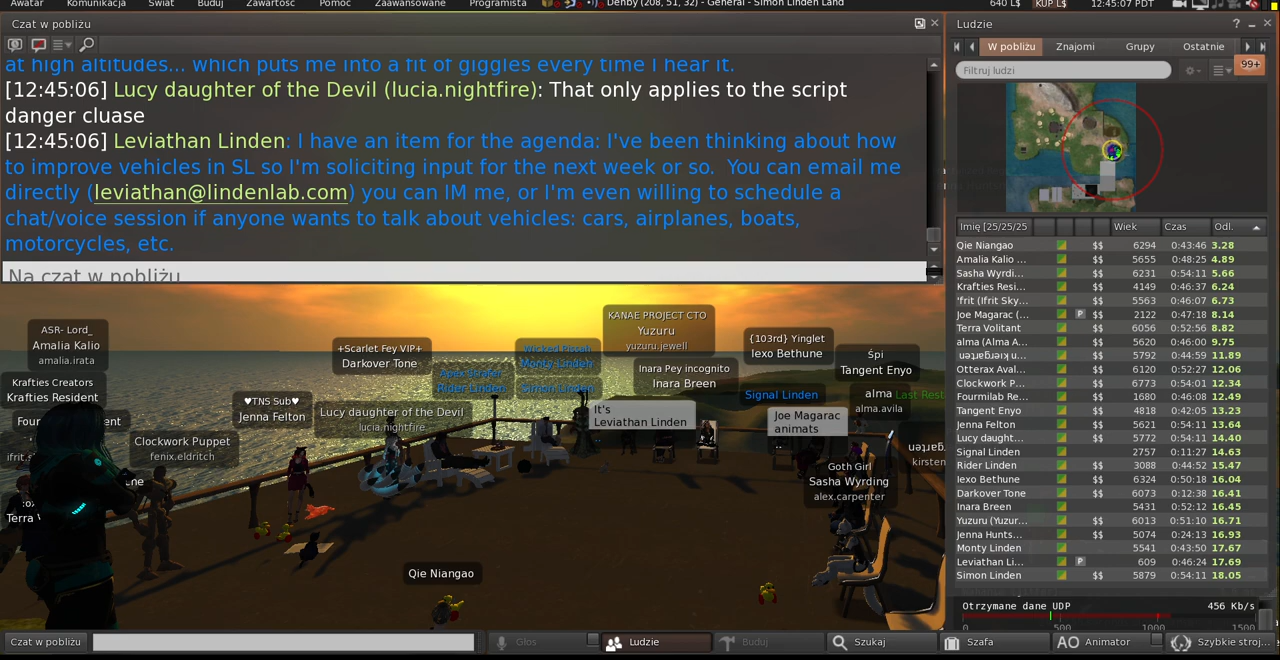 Awatar Komunikacja Świat Buduj Zawartość Pomoc Zaawansowane Programista Denby (208, 51, 32) - General - Simon Linden Land 640 L$ KUP L$ 12:45:07 PDT
Czat w pobliżu
at high altitudes... which puts me into a fit of giggles every time I hear it.
[12:45:06] Lucy daughter of the Devil (lucia.nightfire): That only applies to the script
danger cluase
[12:45:06] Leviathan Linden: I have an item for the agenda: I've been thinking about how
to improve vehicles in SL so I'm soliciting input for the next week or so. You can email me
directly (leviathan@lindenlab.com) you can IM me, or I'm even willing to schedule a
chat/voice session if anyone wants to talk about vehicles: cars, airplanes, boats,
motorcycles, etc.
Na czat w pobliżu
ASR- Lord_
Amalia Kalio
amalia.irata
Krafties Creators
Krafties Resident
Clockwork Puppet
fenix.eldritch
♥TNS Sub♥
Jenna Felton
+Scarlet Fey VIP+
Darkover Tone
Lucy daughter of the Devil
lucia.nightfire
Rider Linden
Monty Linden
Simon Linden
It's
Leviathan Linden
KANAE PROJECT CTO
Yuzuru
yuzuru.jewell
Inara Pey incognito
Inara Breen
{103rd} Yinglet
Iexo Bethune
Śpi
Tangent Enyo
Signal Linden
alma
alma.avila
Joe Magarac
animats
Goth Girl
Sasha Wyrding
alex.carpenter
Qie Niangao
Ludzie
W pobliżu Znajomi Grupy Ostatnie
Filtruj ludzi
99+
Imię [25/25/25 Wiek Czas Odl.
Qie Niangao $$ 6294 0:43:46 3.28
Amalia Kalio ... $$ 5655 0:48:25 4.89
Sasha Wyrdi... $$ 6231 0:54:11 5.66
Krafties Resi... $$ 4149 0:46:37 6.24
'frit (Ifrit Sky... $$ 5563 0:46:07 6.73
Joe Magarac (... P $$ 2122 0:47:18 8.14
Terra Volitant $$ 6056 0:52:56 8.82
alma (Alma A... $$ 5620 0:46:00 9.75
$$ 5792 0:44:59 11.89
Otterax Aval... $$ 6120 0:52:27 12.06
Clockwork P... $$ 6773 0:54:01 12.34
Fourmilab Re... $$ 1680 0:46:08 12.49
Tangent Enyo $$ 4818 0:42:05 13.23
Jenna Felton $$ 5621 0:54:11 13.64
Lucy daught... $$ 5772 0:54:11 14.40
Signal Linden 2757 0:11:27 14.63
Rider Linden $$ 3088 0:44:52 15.47
Iexo Bethune $$ 6324 0:50:18 16.04
Darkover Tone $$ 6073 0:12:38 16.41
Inara Breen 5431 0:52:12 16.45
Yuzuru (Yuzur... $$ 6013 0:51:10 16.71
Jenna Hunts... $$ 5074 0:24:13 16.93
Monty Linden 5541 0:43:50 17.67
Leviathan Li... P 609 0:46:24 17.69
Simon Linden $$ 5879 0:54:11 18.05
Otrzymane dane UDP 456 Kb/s
0 500 1000 1500
Czat w pobliżu Głos Ludzie Buduj Szukaj Szafa AO Animator Szybkie stroj...